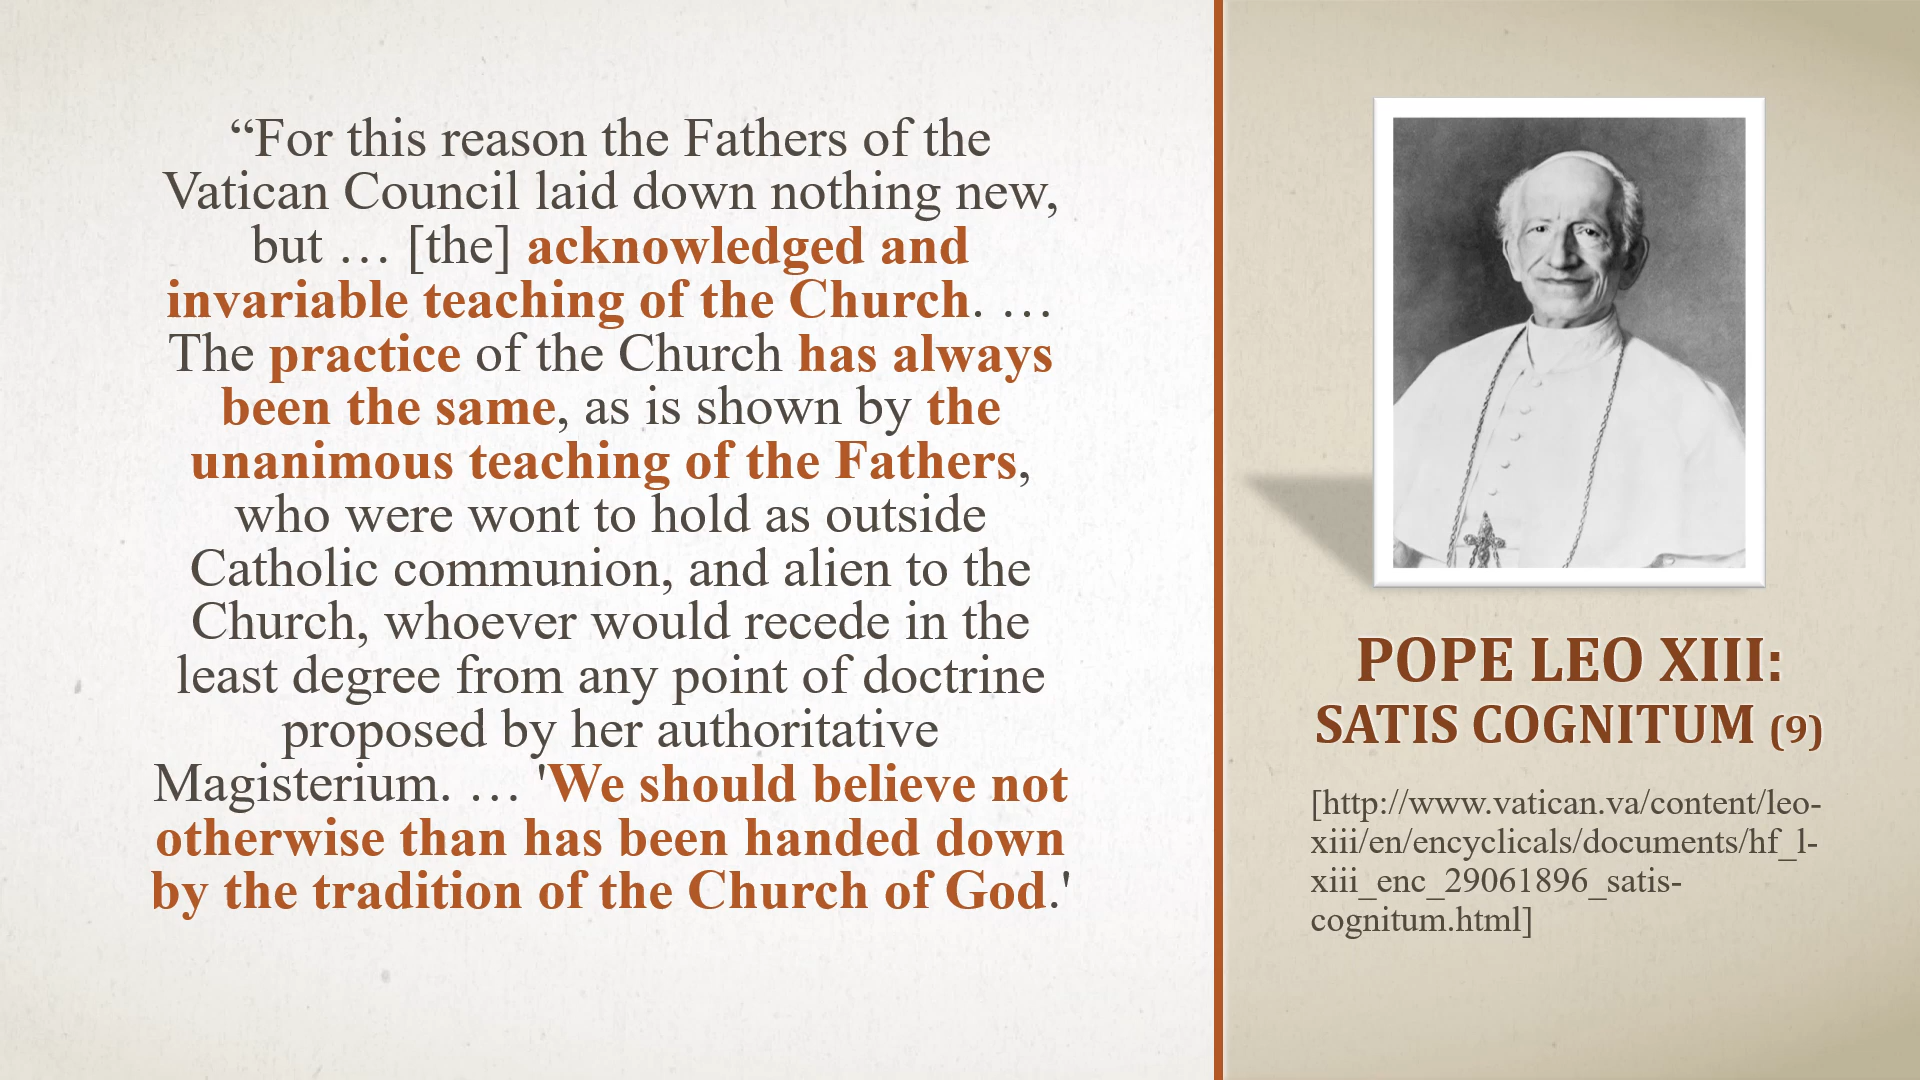 “For this reason the Fathers of the
Vatican Council laid down nothing new,
but … [the] acknowledged and
invariable teaching of the Church. …
The practice of the Church has always
been the same, as is shown by the
unanimous teaching of the Fathers,
who were wont to hold as outside
Catholic communion, and alien to the
Church, whoever would recede in the
least degree from any point of doctrine
proposed by her authoritative
Magisterium. … 'We should believe not
otherwise than has been handed down
by the tradition of the Church of God.'
POPE LEO XIII:
SATIS COGNITUM (9)
[http://www.vatican.va/content/leo-
xiii/en/encyclicals/documents/hf_l-
xiii_enc_29061896_satis-
cognitum.html]